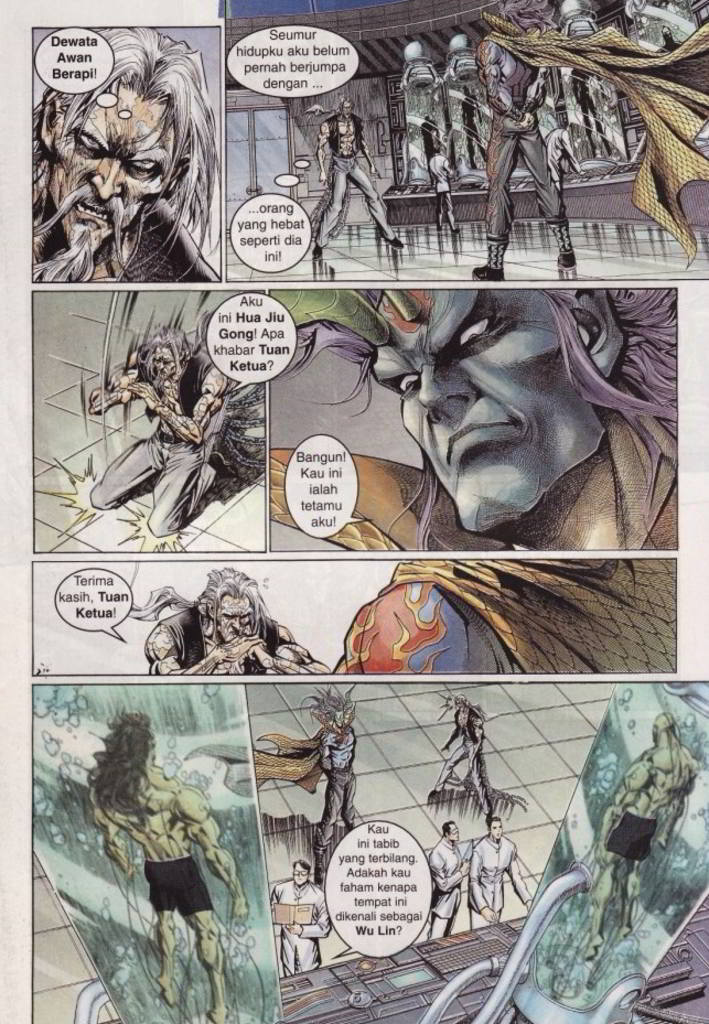 Dewata
Awan
Berapi!
Seumur
hidupku aku belum
pernah berjumpa
dengan ...
...orang
yang hebat
seperti dia
ini!
Aku
ini Hua Jiu
Gong! Apa
khabar Tuan
Ketua?
Bangun!
Kau ini
ialah
tetamu
aku!
Terima
kasih, Tuan
Ketua!
Kau
ini tabib
yang terbilang.
Adakah kau
faham kenapa
tempat ini
dikenali sebagai
Wu Lin?
5